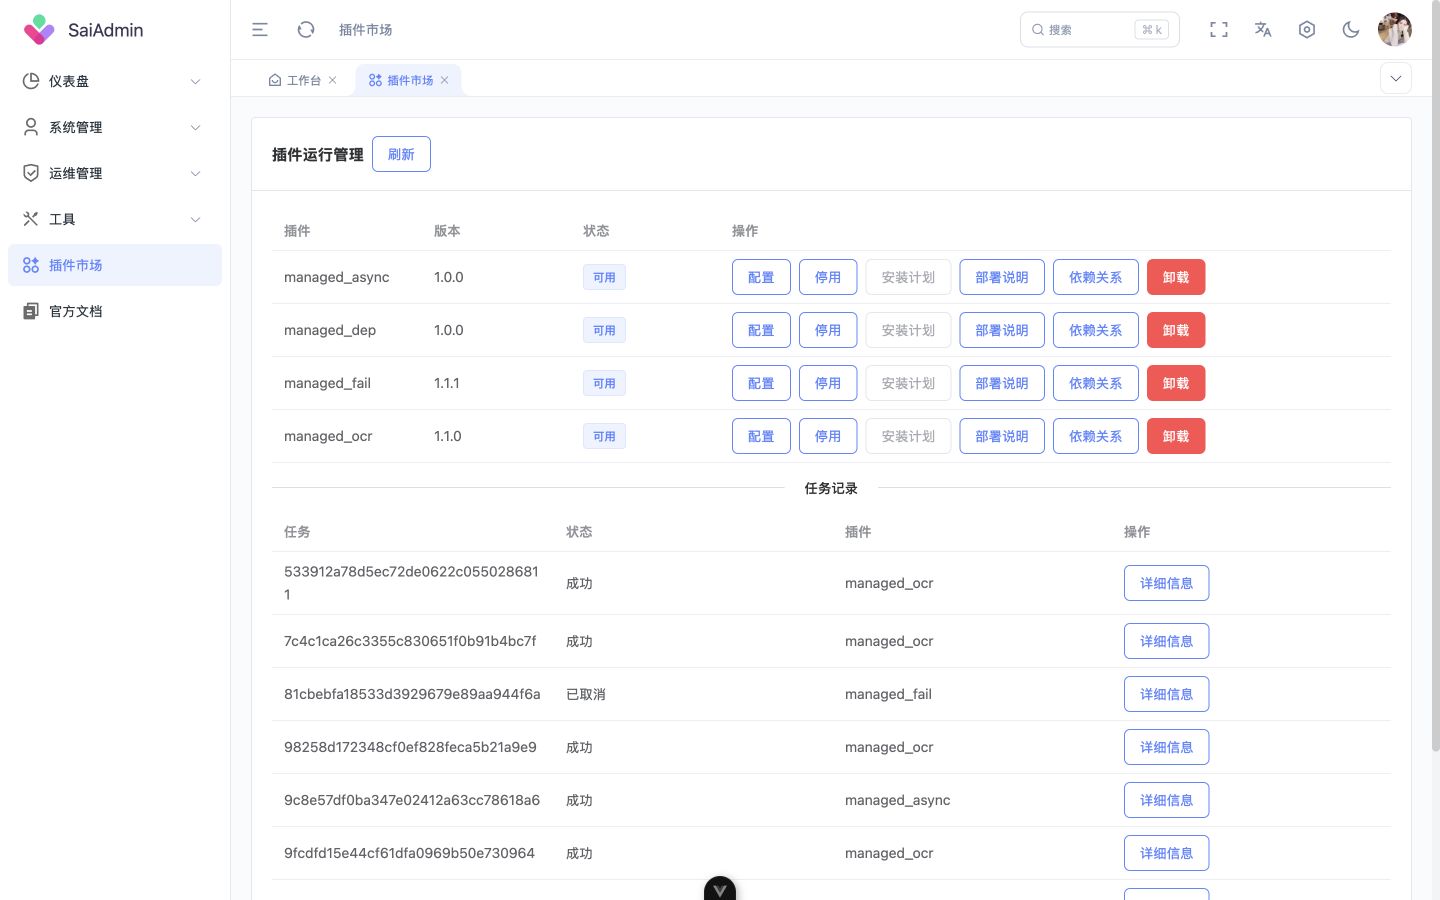 SaiAdmin
插件市场
搜索
⌘ k
仪表盘
系统管理
运维管理
工具
插件市场
官方文档
工作台
插件市场
插件运行管理
刷新
插件 版本 状态 操作
managed_async 1.0.0 可用 配置 停用 安装计划 部署说明 依赖关系 卸载
managed_dep 1.0.0 可用 配置 停用 安装计划 部署说明 依赖关系 卸载
managed_fail 1.1.1 可用 配置 停用 安装计划 部署说明 依赖关系 卸载
managed_ocr 1.1.0 可用 配置 停用 安装计划 部署说明 依赖关系 卸载
任务记录
任务 状态 插件 操作
533912a78d5ec72de0622c055028681
1
成功 managed_ocr 详细信息
7c4c1ca26c3355c830651f0b91b4bc7f 成功 managed_ocr 详细信息
81cbebfa18533d3929679e89aa944f6a 已取消 managed_fail 详细信息
98258d172348cf0ef828feca5b21a9e9 成功 managed_ocr 详细信息
9c8e57df0ba347e02412a63cc78618a6 成功 managed_async 详细信息
9fcdfd15e44cf61dfa0969b50e730964 成功 managed_ocr 详细信息